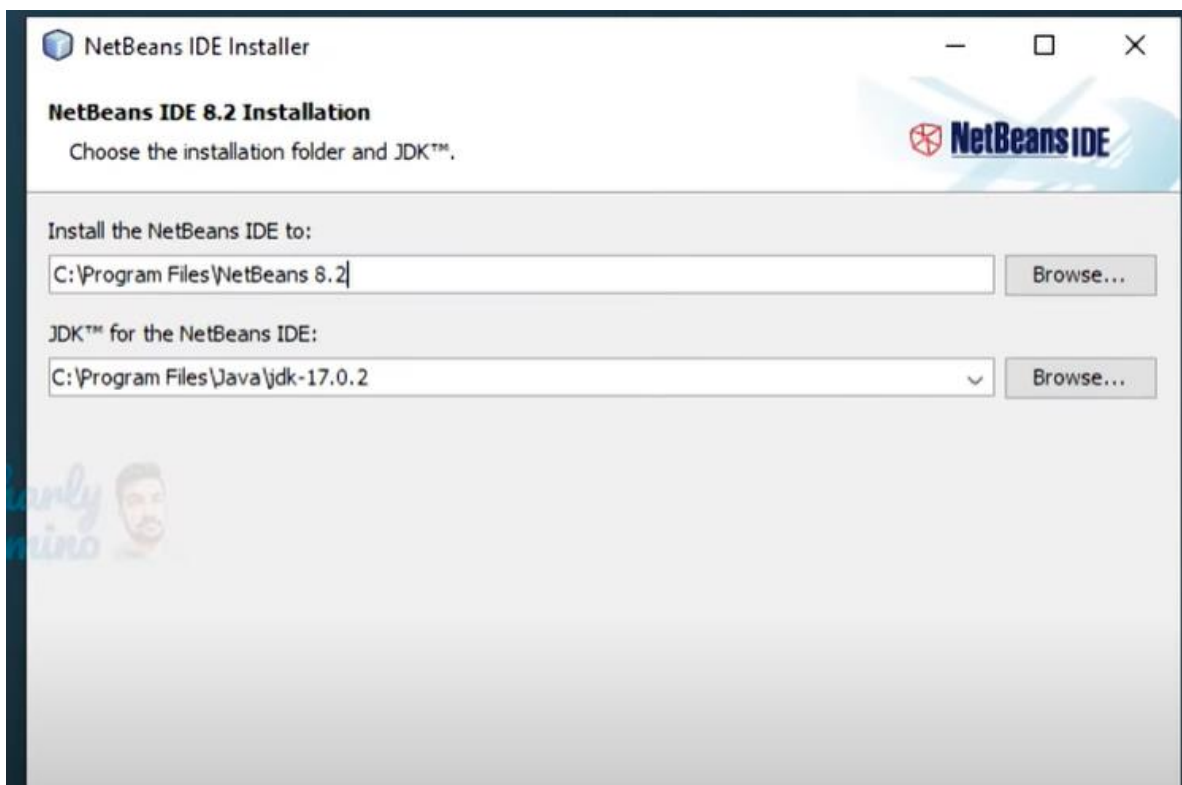 NetBeans IDE Installer
NetBeans IDE 8.2 Installation
Choose the installation folder and JDK™.
NetBeans IDE
Install the NetBeans IDE to:
C:\Program Files\NetBeans 8.2
Browse...
JDK™ for the NetBeans IDE:
C:\Program Files\Java\jdk-17.0.2
Browse...